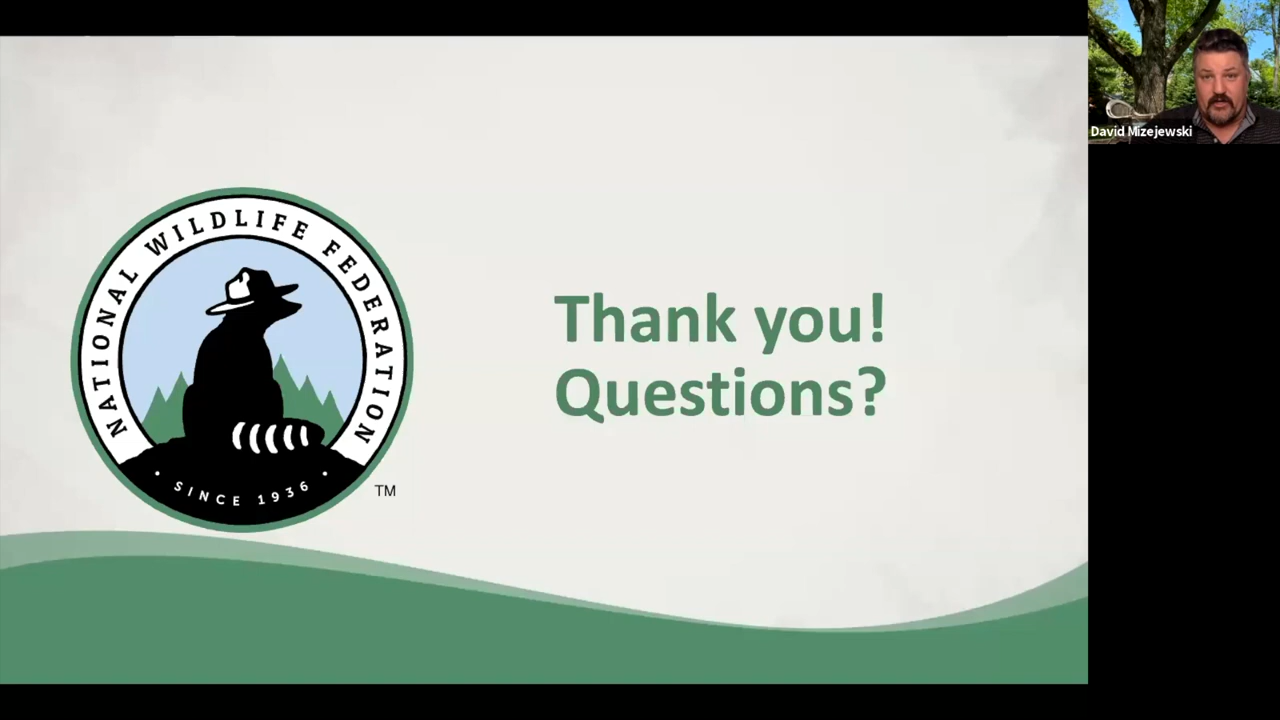 NATIONAL WILDLIFE FEDERATION
• SINCE 1936 •
TM
Thank you!
Questions?
David Mizejewski